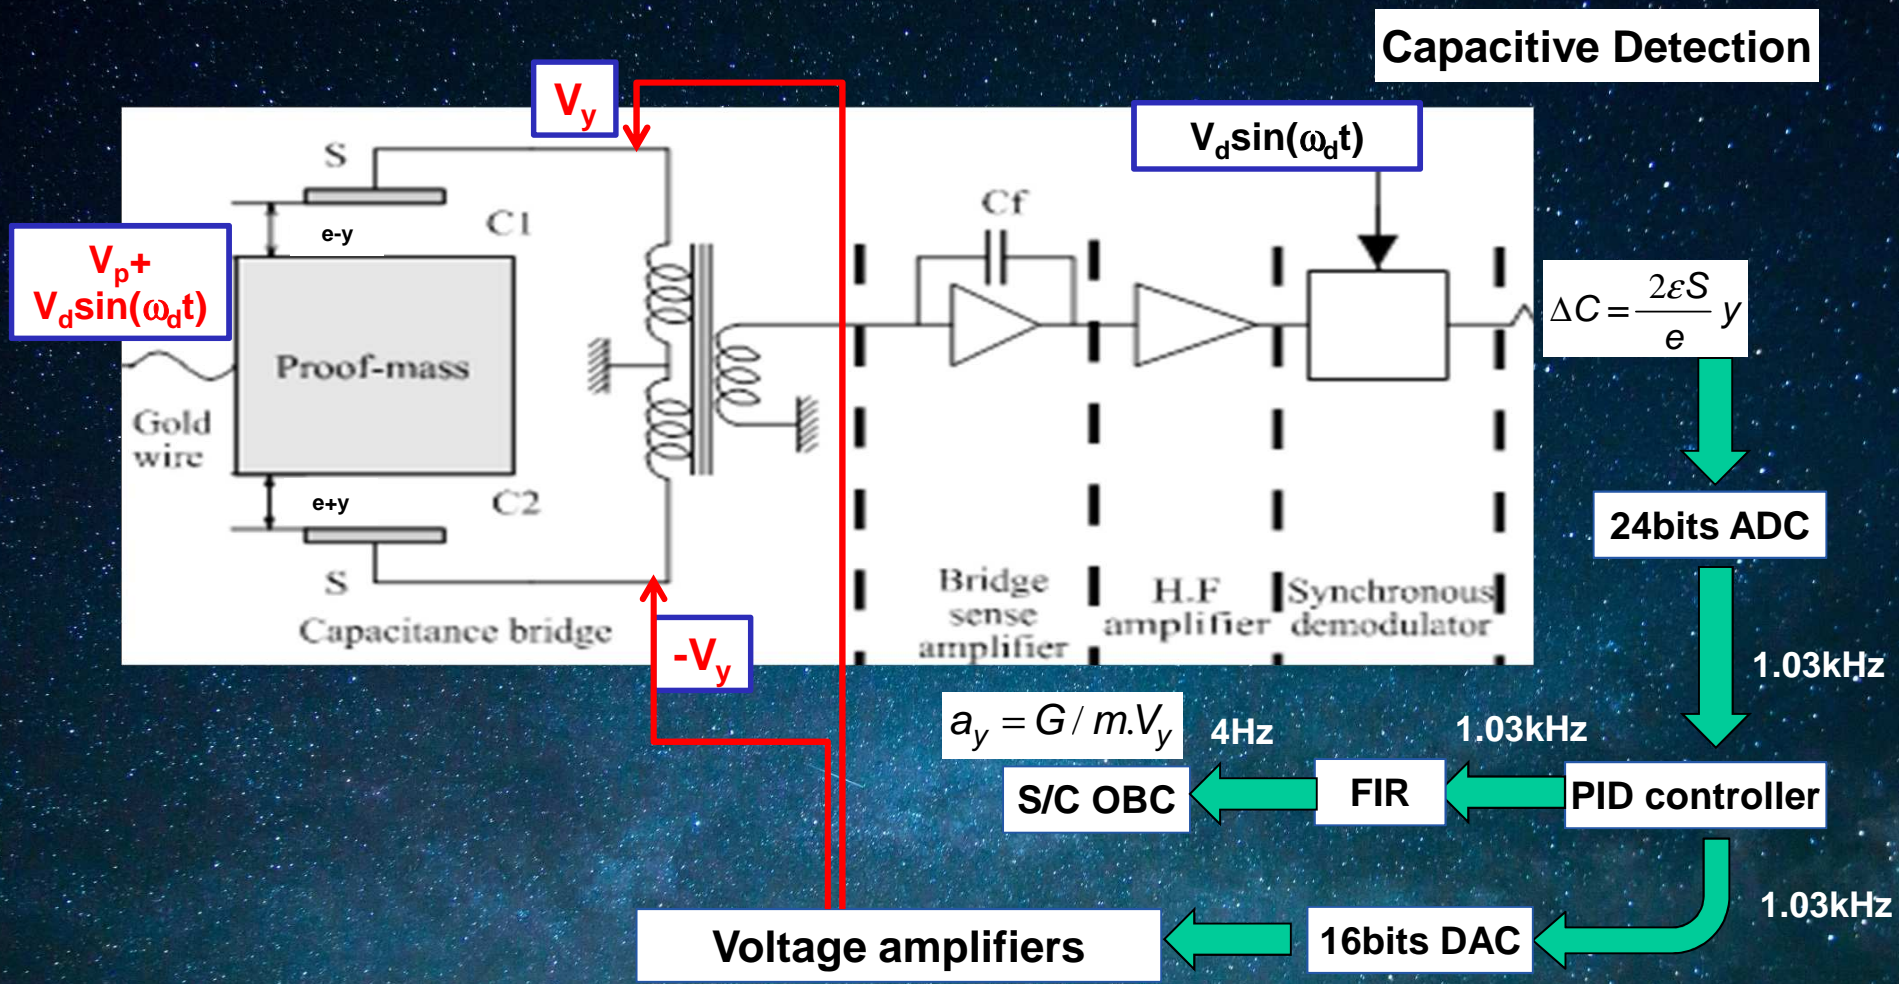 Capacitive Detection
Vy
Vdsin(ωdt)
S
C1
Cf
e-y
Vp+
Vdsin(ωdt)
ΔC = 2εS/e y
Proof-mass
Gold
wire
e+y
C2
24bits ADC
S
Capacitance bridge
Bridge
sense
amplifier
H.F
amplifier
Synchronous
demodulator
-Vy
1.03kHz
ay = G / m.Vy
4Hz
1.03kHz
S/C OBC
FIR
PID controller
1.03kHz
Voltage amplifiers
16bits DAC